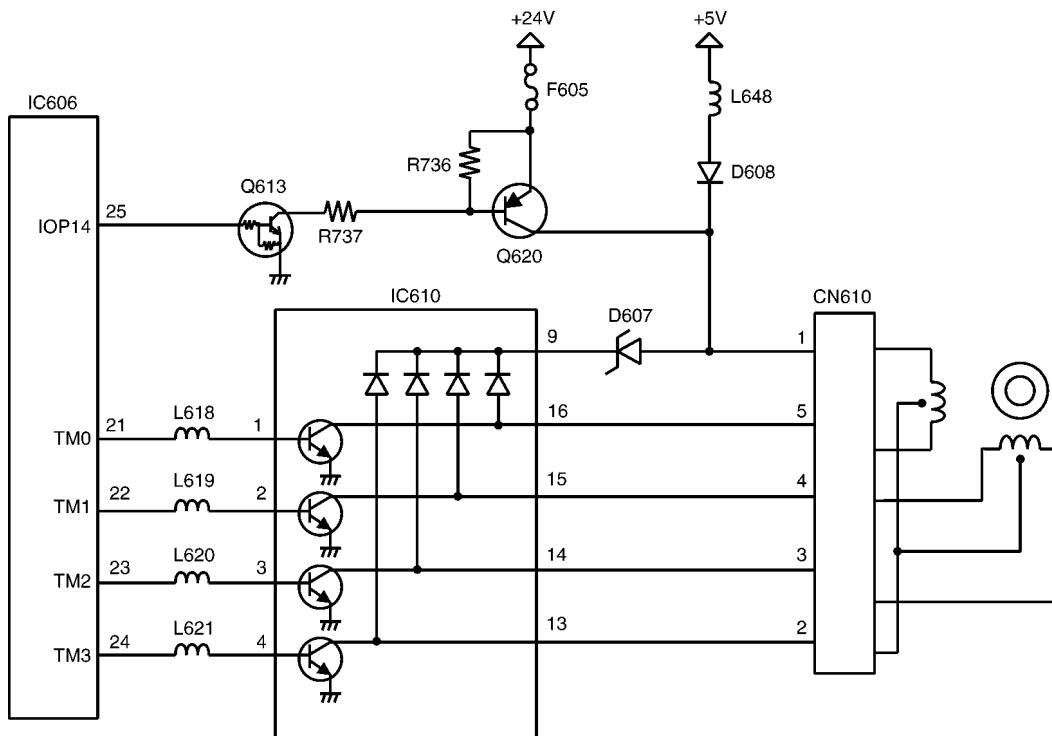 +24V
+5V
F605
L648
IC606
R736
D608
Q613
25
IOP14
R737
Q620
IC610
CN610
D607
9
1
L618
16
5
21
1
TM0
L619
15
4
22
2
TM1
L620
14
3
23
3
TM2
L621
13
2
24
4
TM3